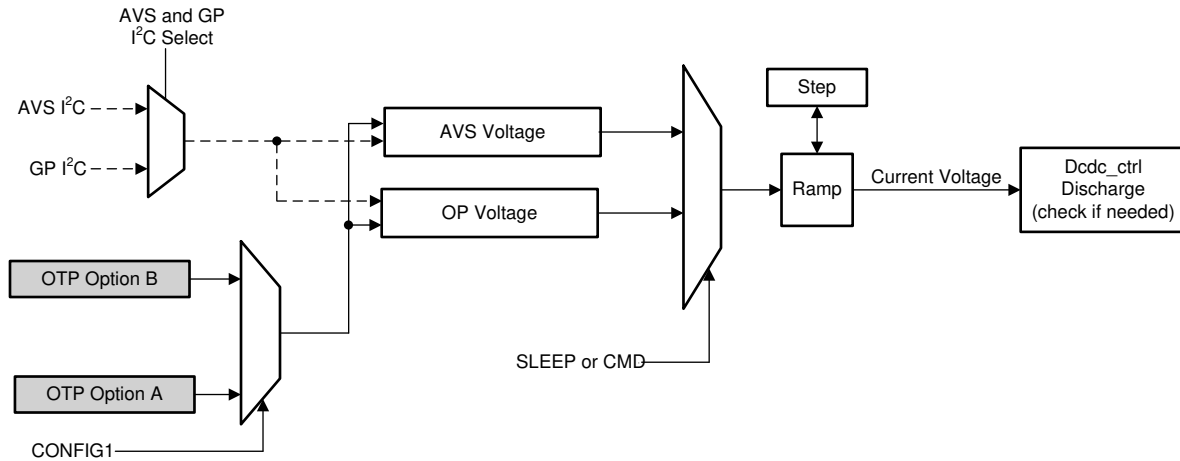 AVS and GP
I²C Select
AVS I²C
GP I²C
AVS Voltage
OP Voltage
Step
Ramp
Current Voltage
Dcdc_ctrl
Discharge
(check if needed)
OTP Option B
OTP Option A
SLEEP or CMD
CONFIG1